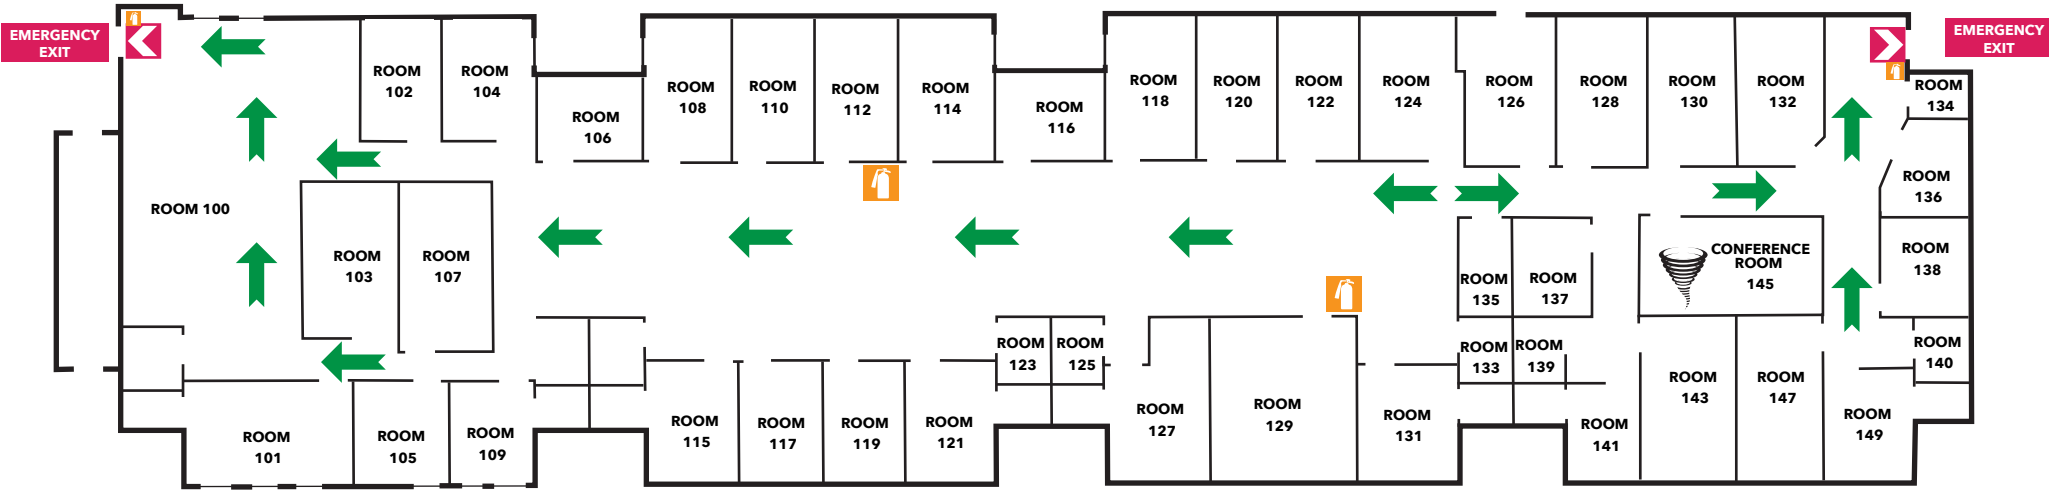 EMERGENCY
EXIT
EMERGENCY
EXIT
ROOM
102
ROOM
104
ROOM
106
ROOM
108
ROOM
110
ROOM
112
ROOM
114
ROOM
116
ROOM
118
ROOM
120
ROOM
122
ROOM
124
ROOM
126
ROOM
128
ROOM
130
ROOM
132
ROOM
134
ROOM
136
ROOM 100
ROOM
103
ROOM
107
ROOM
135
ROOM
137
CONFERENCE
ROOM
145
ROOM
138
ROOM
123
ROOM
125
ROOM
133
ROOM
139
ROOM
140
ROOM
101
ROOM
105
ROOM
109
ROOM
115
ROOM
117
ROOM
119
ROOM
121
ROOM
127
ROOM
129
ROOM
131
ROOM
141
ROOM
143
ROOM
147
ROOM
149